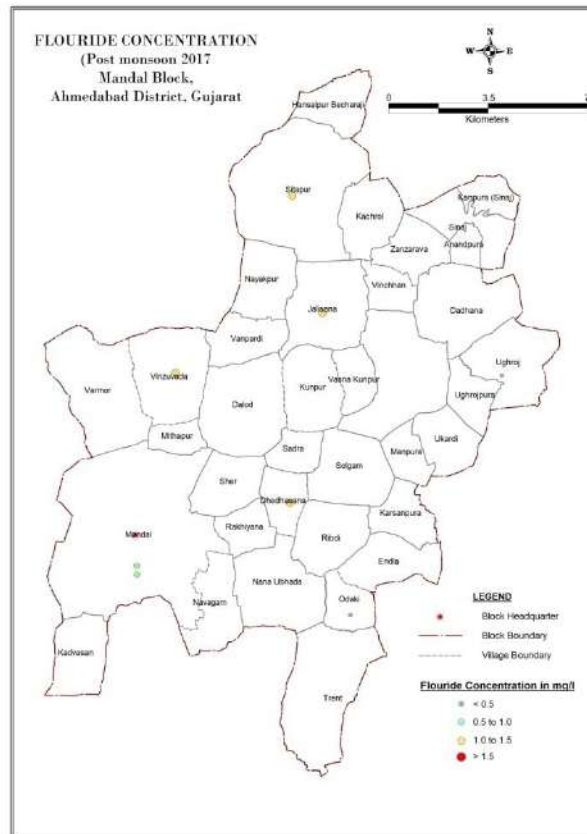 FLOURIDE CONCENTRATION
(Post monsoon 2017
Mandal Block,
Ahmedabad District, Gujarat
N
W E
S
0 3.5
Kilometers
Hansalpur Becharaji
Sitapur
Kachrol
Kanpura (Sinaj)
Sinaj
Anandpura
Zanzarava
Nayakpur
Vinchhan
Jalisana
Dadhana
Vanpardi
Ughroj
Varmor
Vinzuvada
Kunpur
Vasna Kunpur
Dalod
Ughrojpura
Mithapur
Ukardi
Sadra
Manpura
Solgam
Sher
Dhedhasana
Karsanpura
Rakhiyana
Mandal
Ribdi
Endla
Nana Ubhada
Odaki
Navagam
Kadvasan
Trent
LEGEND
Block Headquarter
Block Boundary
Village Boundary
Flouride Concentration in mg/l
< 0.5
0.5 to 1.0
1.0 to 1.5
> 1.5